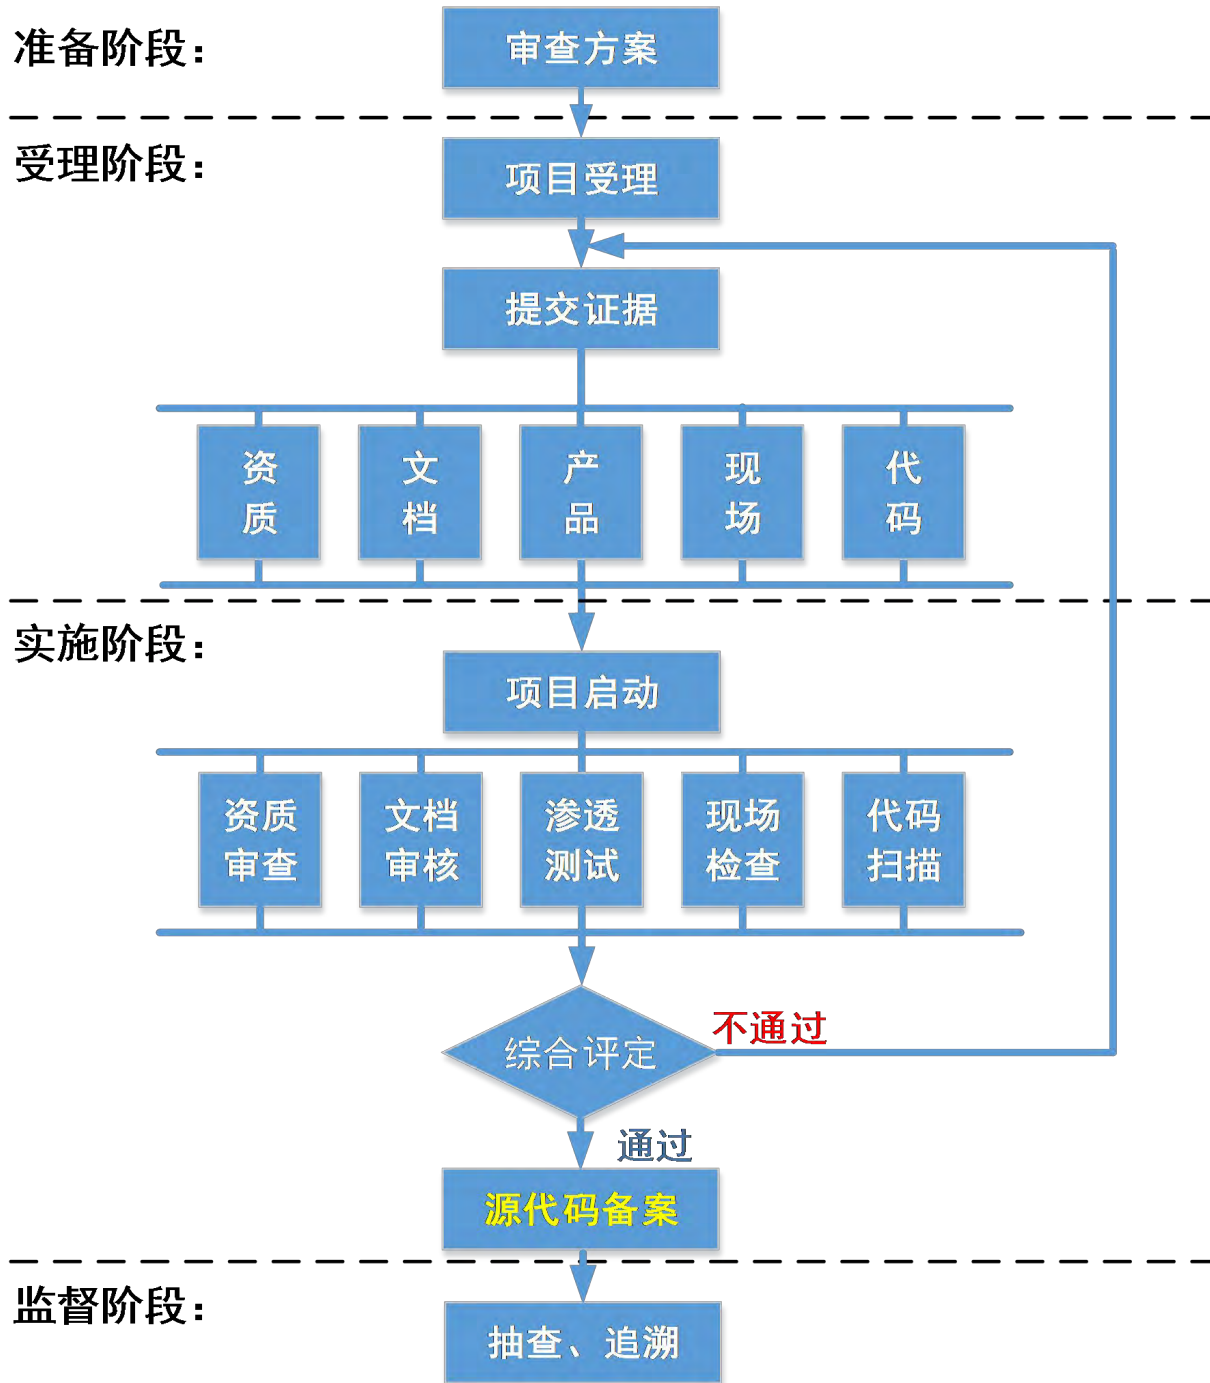 准备阶段：
审查方案
受理阶段：
项目受理
提交证据
资质
文档
产品
现场
代码
实施阶段：
项目启动
资质
审查
文档
审核
渗透
测试
现场
检查
代码
扫描
综合评定
不通过
通过
源代码备案
监督阶段：
抽查、追溯